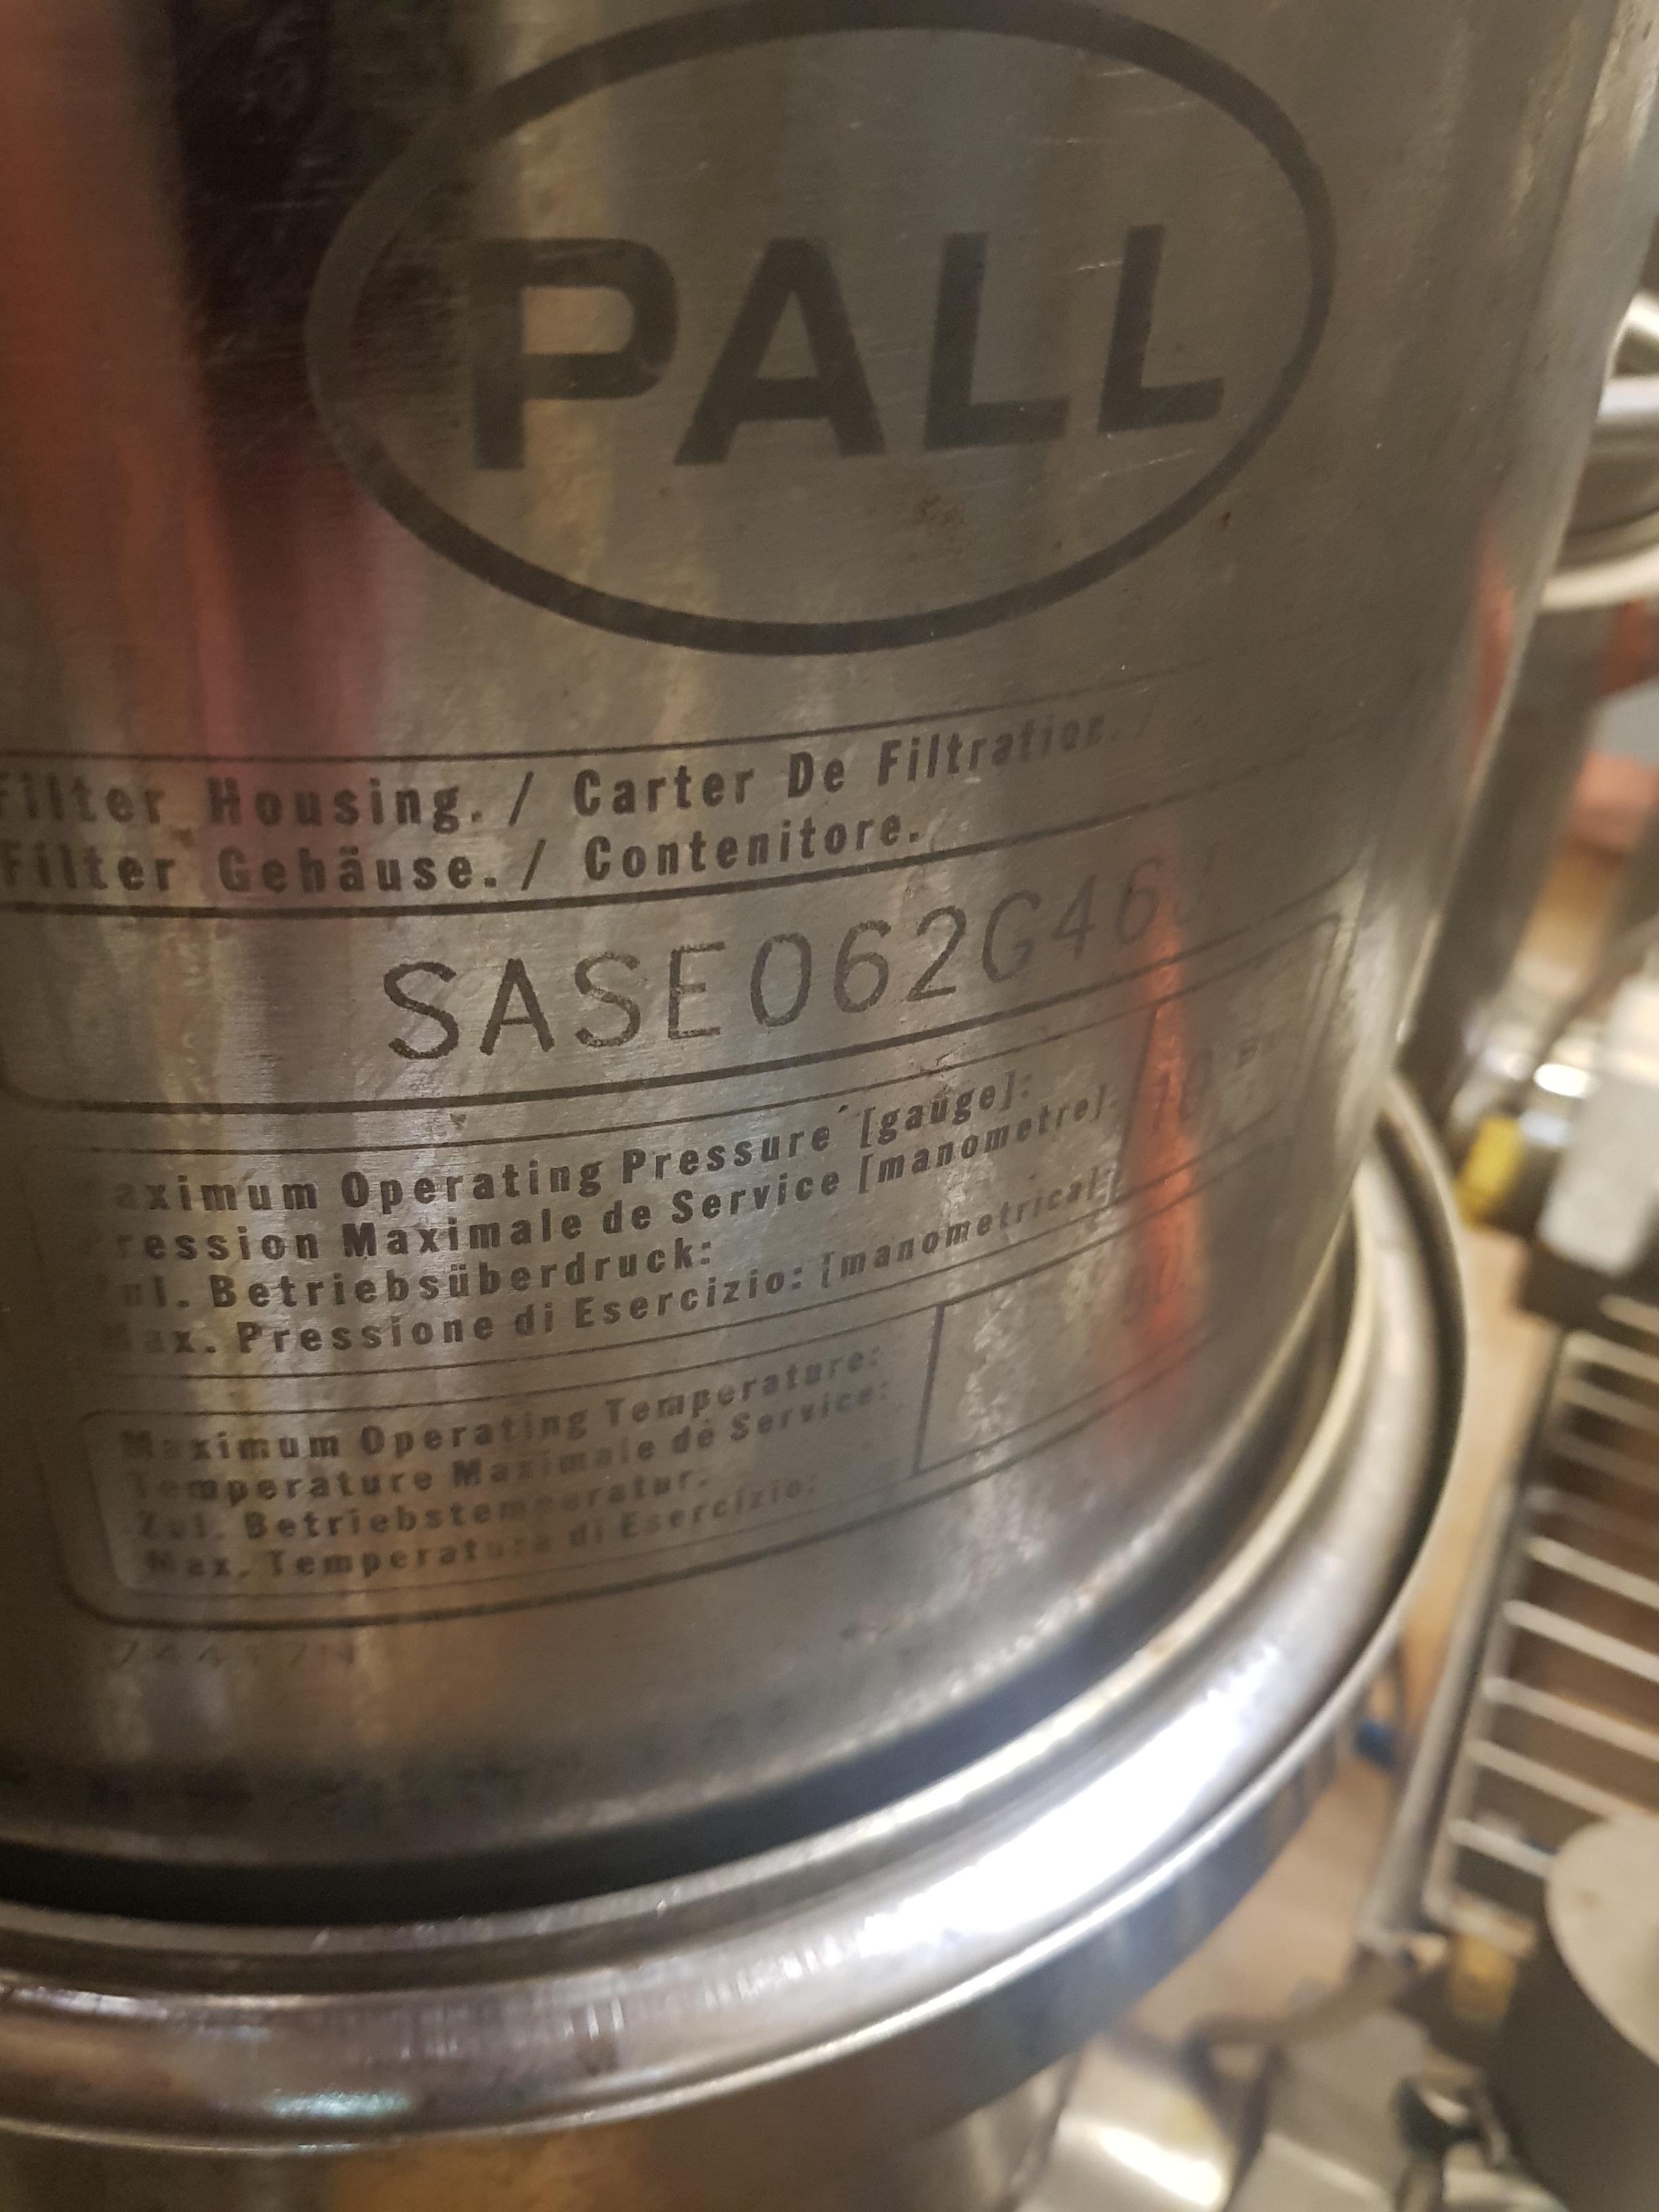 PALL
Filter Housing. / Carter De Filtration. /
Filter Gehäuse. / Contenitore.
SASE062G46
Maximum Operating Pressure [gauge]:
Pression Maximale de Service [manometre]:
Zul. Betriebsüberdruck:
Max. Pressione di Esercizio: [manometrica]:
10 Bar
Maximum Operating Temperature:
Temperature Maximale de Service:
Zul. Betriebstemperatur:
Max. Temperatura di Esercizio: